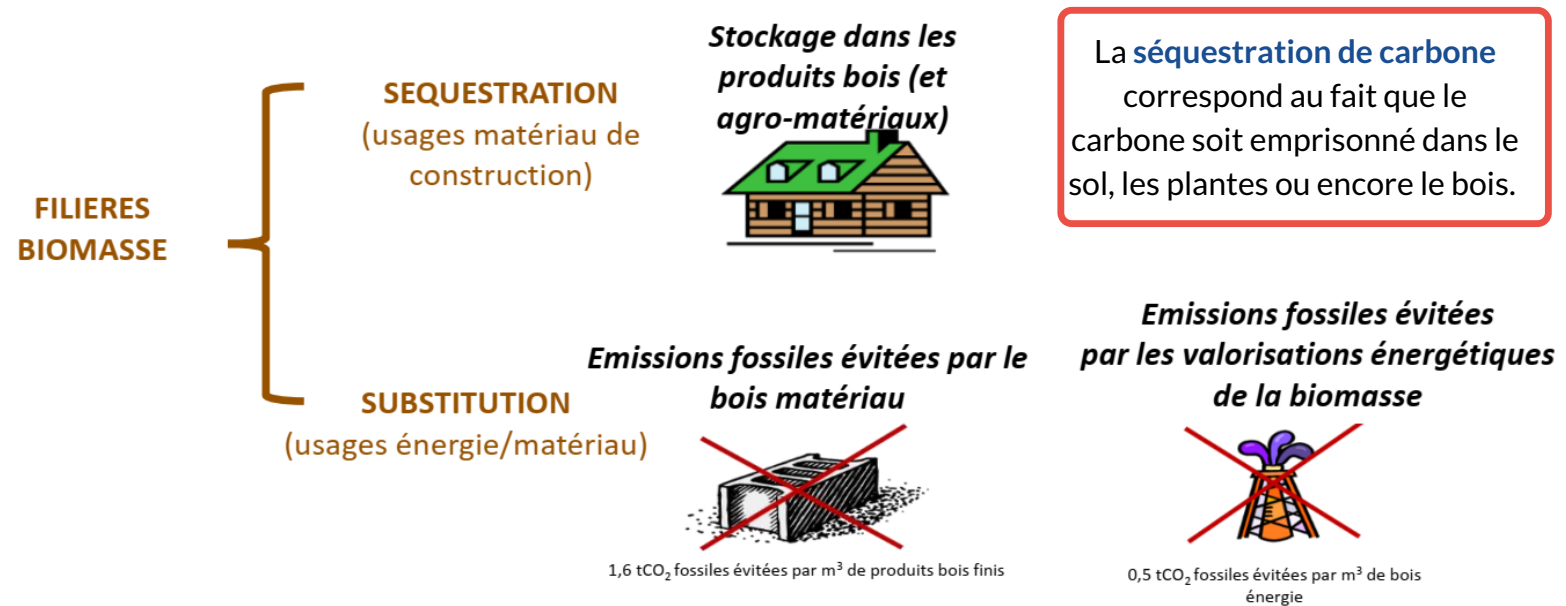 FILIERES
BIOMASSE
SEQUESTRATION
(usages matériau de
construction)
Stockage dans les
produits bois (et
agro-matériaux)
La séquestration de carbone
correspond au fait que le
carbone soit emprisonné dans le
sol, les plantes ou encore le bois.
SUBSTITUTION
(usages énergie/matériau)
Emissions fossiles évitées par le
bois matériau
1,6 tCO₂ fossiles évitées par m³ de produits bois finis
Emissions fossiles évitées
par les valorisations énergétiques
de la biomasse
0,5 tCO₂ fossiles évitées par m³ de bois
énergie